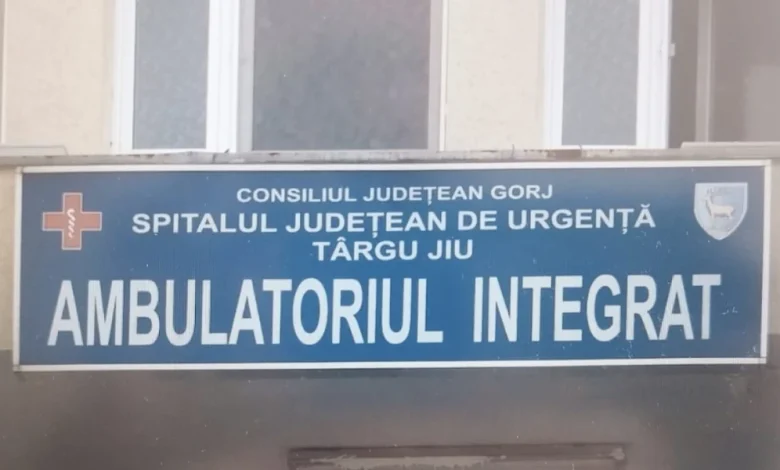 CONSILIUL JUDEȚEAN GORJ
SPITALUL JUDEȚEAN DE URGENȚĂ
TÂRGU JIU
AMBULATORIUL INTEGRAT